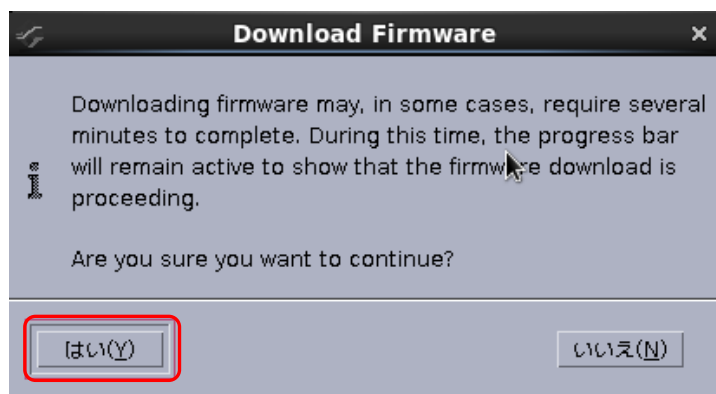 Download Firmware
Downloading firmware may, in some cases, require several
minutes to complete. During this time, the progress bar
will remain active to show that the firmware download is
proceeding.
Are you sure you want to continue?
はい(Y)
いいえ(N)